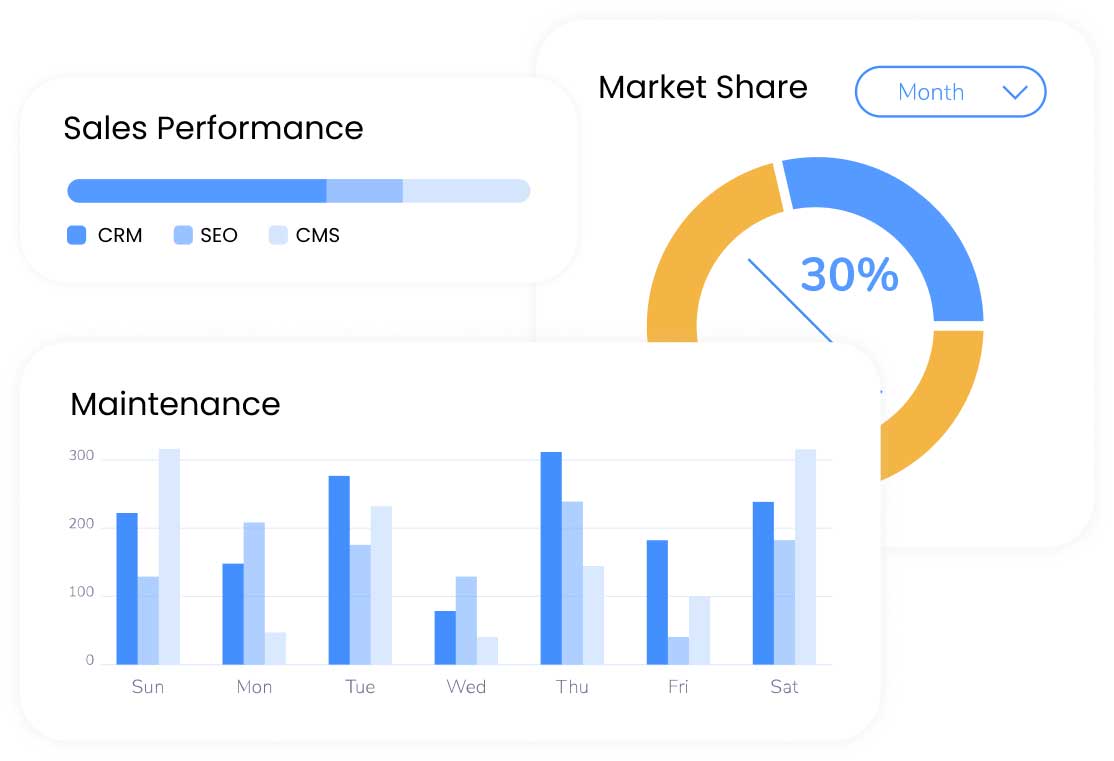 Market Share
Month
30%
Sales Performance
CRM SEO CMS
Maintenance
300
200
100
0
Sun Mon Tue Wed Thu Fri Sat